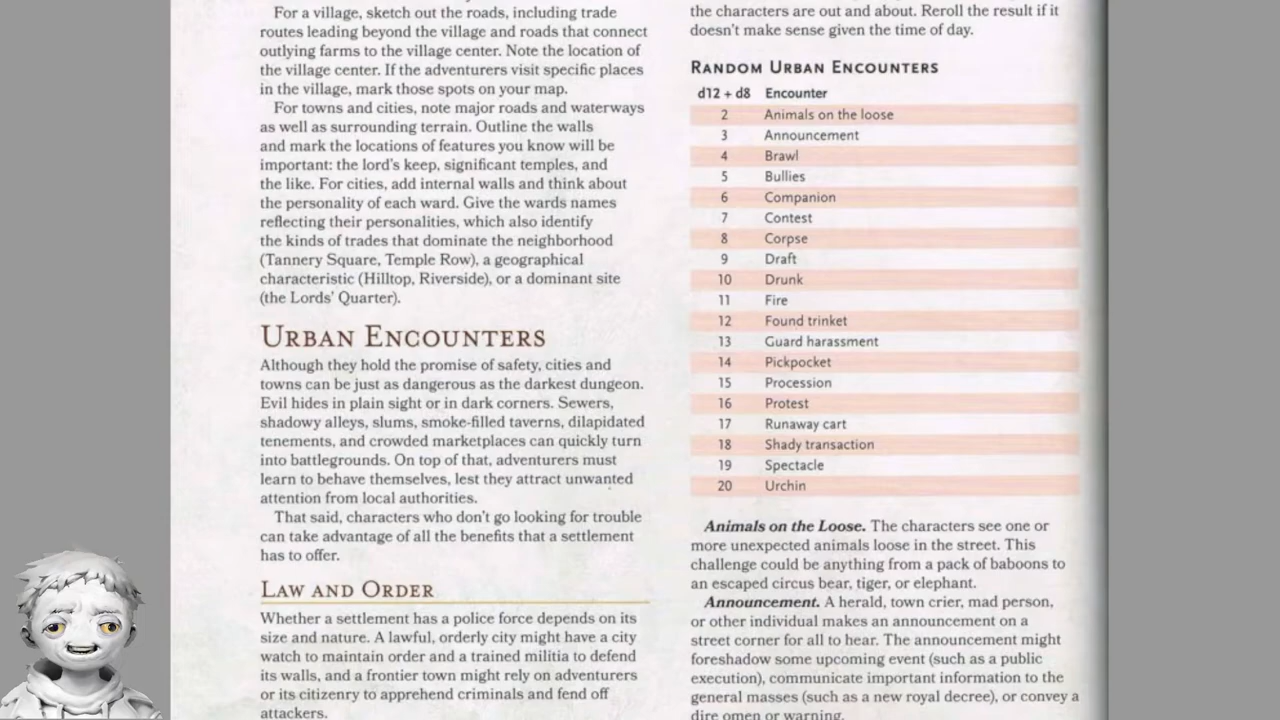 For a village, sketch out the roads, including trade
routes leading beyond the village and roads that connect
outlying farms to the village center. Note the location of
the village center. If the adventurers visit specific places
in the village, mark those spots on your map.
For towns and cities, note major roads and waterways
as well as surrounding terrain. Outline the walls
and mark the locations of features you know will be
important: the lord's keep, significant temples, and
the like. For cities, add internal walls and think about
the personality of each ward. Give the wards names
reflecting their personalities, which also identify
the kinds of trades that dominate the neighborhood
(Tannery Square, Temple Row), a geographical
characteristic (Hilltop, Riverside), or a dominant site
(the Lords' Quarter).
URBAN ENCOUNTERS
Although they hold the promise of safety, cities and
towns can be just as dangerous as the darkest dungeon.
Evil hides in plain sight or in dark corners. Sewers,
shadowy alleys, slums, smoke-filled taverns, dilapidated
tenements, and crowded marketplaces can quickly turn
into battlegrounds. On top of that, adventurers must
learn to behave themselves, lest they attract unwanted
attention from local authorities.
That said, characters who don't go looking for trouble
can take advantage of all the benefits that a settlement
has to offer.
LAW AND ORDER
Whether a settlement has a police force depends on its
size and nature. A lawful, orderly city might have a city
watch to maintain order and a trained militia to defend
its walls, and a frontier town might rely on adventurers
or its citizenry to apprehend criminals and fend off
attackers.
the characters are out and about. Reroll the result if it
doesn't make sense given the time of day.
RANDOM URBAN ENCOUNTERS
d12 + d8 Encounter
2 Animals on the loose
3 Announcement
4 Brawl
5 Bullies
6 Companion
7 Contest
8 Corpse
9 Draft
10 Drunk
11 Fire
12 Found trinket
13 Guard harassment
14 Pickpocket
15 Procession
16 Protest
17 Runaway cart
18 Shady transaction
19 Spectacle
20 Urchin
Animals on the Loose. The characters see one or
more unexpected animals loose in the street. This
challenge could be anything from a pack of baboons to
an escaped circus bear, tiger, or elephant.
Announcement. A herald, town crier, mad person,
or other individual makes an announcement on a
street corner for all to hear. The announcement might
foreshadow some upcoming event (such as a public
execution), communicate important information to the
general masses (such as a new royal decree), or convey a
dire omen or warning.